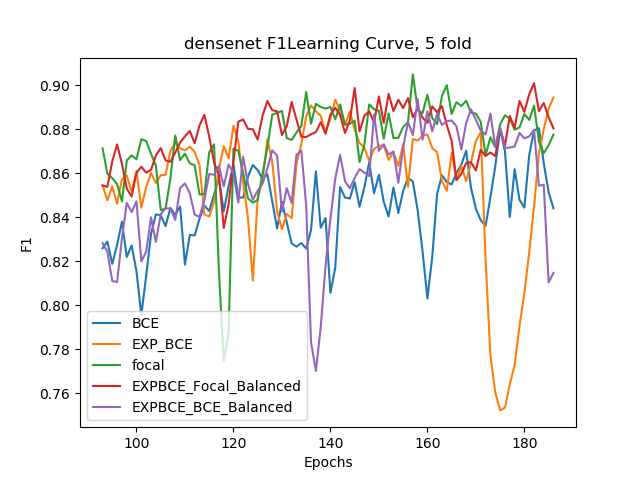 densenet F1Learning Curve, 5 fold
F1
0.90
0.88
0.86
0.84
0.82
0.80
0.78
0.76
BCE
EXP_BCE
focal
EXPBCE_Focal_Balanced
EXPBCE_BCE_Balanced
100 120 140 160 180
Epochs